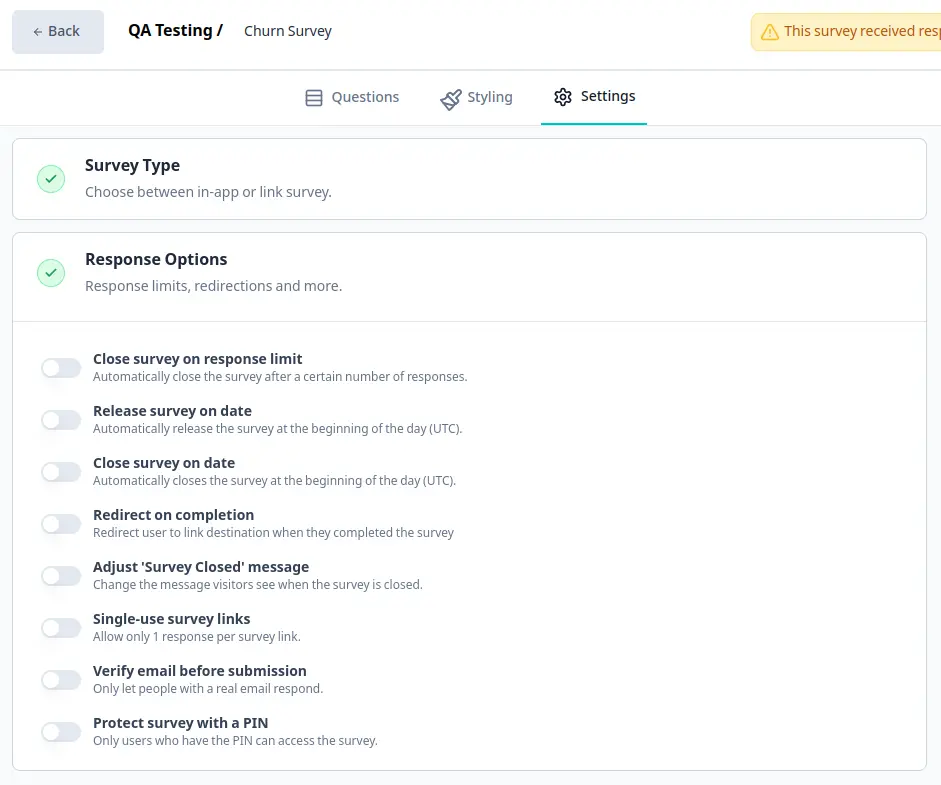 ← Back
QA Testing /
Churn Survey
This survey received
Questions
Styling
Settings
Survey Type
Choose between in-app or link survey.
Response Options
Response limits, redirections and more.
Close survey on response limit
Automatically close the survey after a certain number of responses.
Release survey on date
Automatically release the survey at the beginning of the day (UTC).
Close survey on date
Automatically closes the survey at the beginning of the day (UTC).
Redirect on completion
Redirect user to link destination when they completed the survey
Adjust 'Survey Closed' message
Change the message visitors see when the survey is closed.
Single-use survey links
Allow only 1 response per survey link.
Verify email before submission
Only let people with a real email respond.
Protect survey with a PIN
Only users who have the PIN can access the survey.